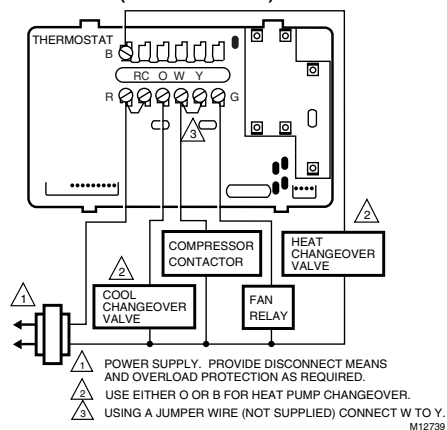 THERMOSTAT
B
RC O W Y
R
G
3
2
HEAT
CHANGEOVER
VALVE
COMPRESSOR
CONTACTOR
2
1
COOL
CHANGEOVER
VALVE
FAN
RELAY
1 POWER SUPPLY. PROVIDE DISCONNECT MEANS
AND OVERLOAD PROTECTION AS REQUIRED.
2 USE EITHER O OR B FOR HEAT PUMP CHANGEOVER.
3 USING A JUMPER WIRE (NOT SUPPLIED) CONNECT W TO Y.
M12739